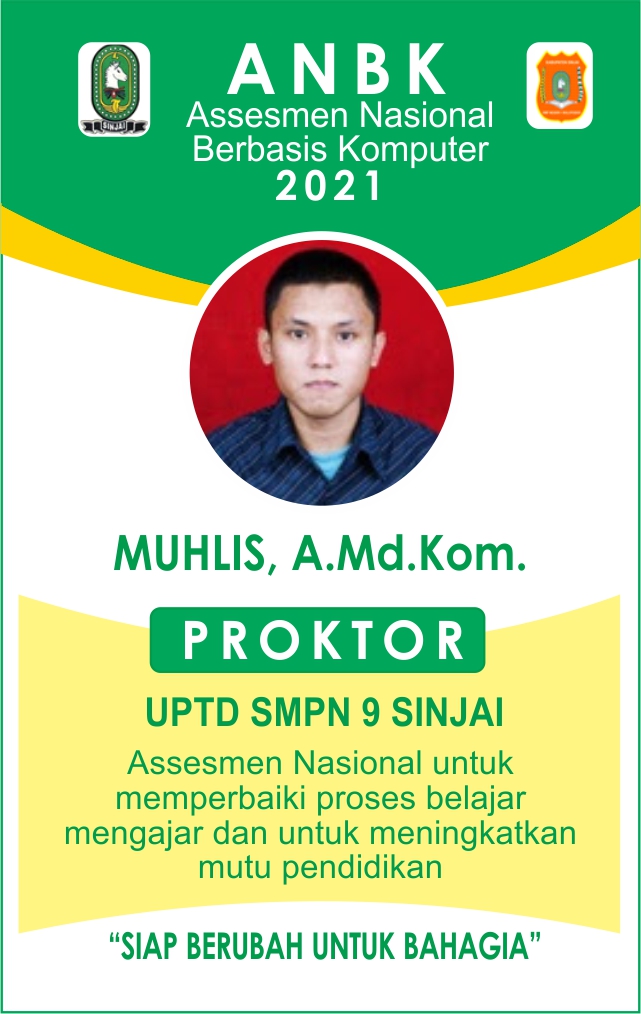 ANBK
Assesmen Nasional
Berbasis Komputer
2021
SINJAI
MUHLIS, A.Md.Kom.
PROKTOR
UPTD SMPN 9 SINJAI
Assesmen Nasional untuk
memperbaiki proses belajar
mengajar dan untuk meningkatkan
mutu pendidikan
“SIAP BERUBAH UNTUK BAHAGIA”